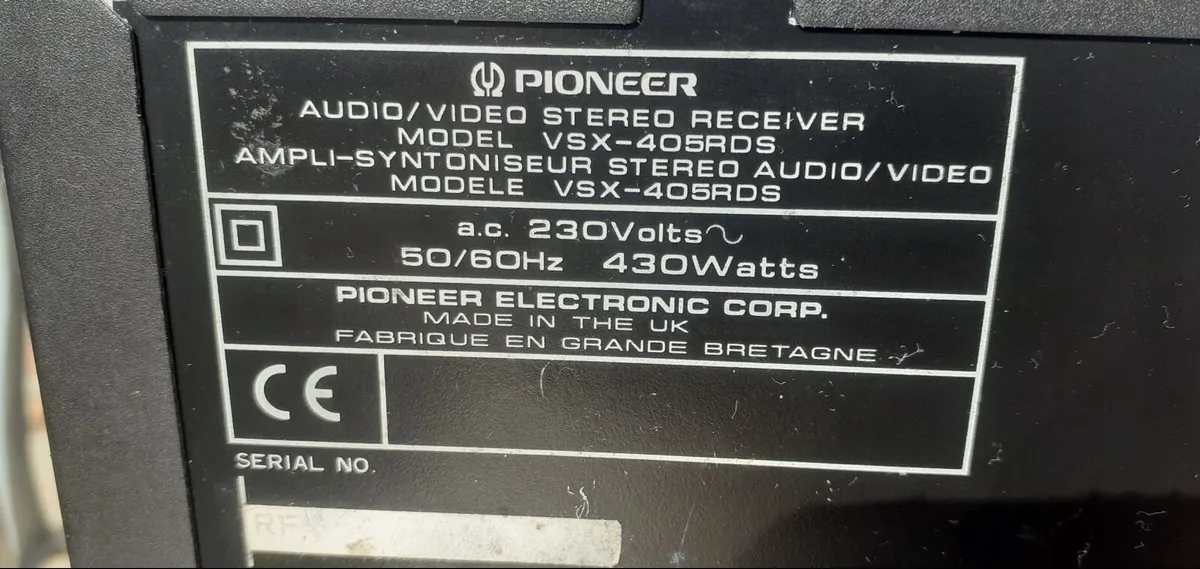 PIONEER
AUDIO/VIDEO STEREO RECEIVER
MODEL VSX-405RDS
AMPLI-SYNTONISEUR STEREO AUDIO/VIDEO
MODELE VSX-405RDS
a.c. 230Volts~
50/60Hz 430Watts
PIONEER ELECTRONIC CORP.
MADE IN THE UK
FABRIQUE EN GRANDE BRETAGNE
CE
SERIAL NO.